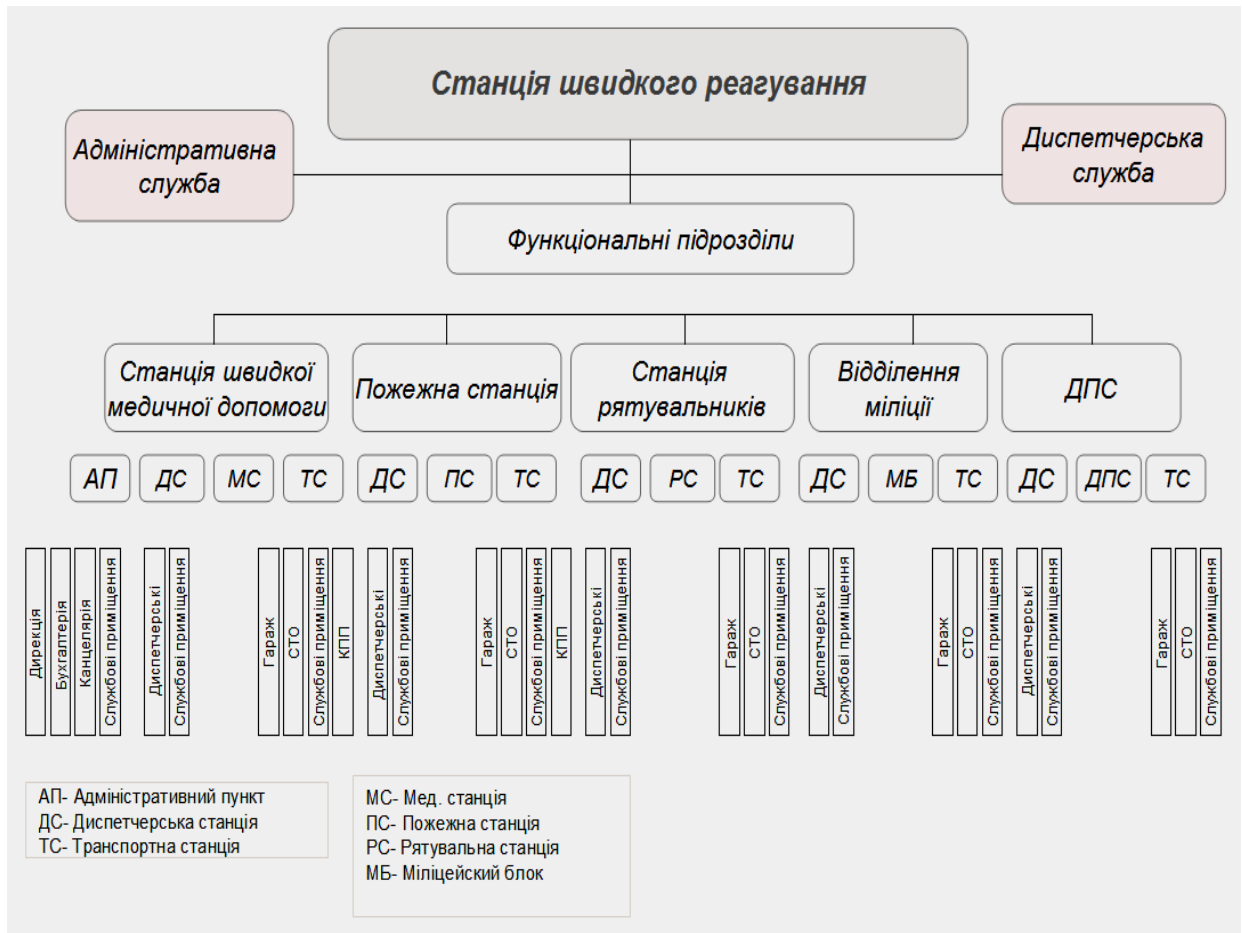 Станція швидкого реагування
Адміністративна
служба
Диспетчерська
служба
Функціональні підрозділи
Станція швидкої
медичної допомоги
Пожежна станція
Станція
рятувальників
Відділення
міліції
ДПС
АП
ДС
МС
ТС
ДС
ПС
ТС
ДС
РС
ТС
ДС
МБ
ТС
ДС
ДПС
ТС
Дирекція
Бухгалтерія
Канцелярія
Службові приміщення
Диспетчерські
Службові приміщення
Гараж
СТО
Службові приміщення
КПП
Диспетчерські
Службові приміщення
Гараж
СТО
Службові приміщення
КПП
Диспетчерські
Службові приміщення
Гараж
СТО
Службові приміщення
Диспетчерські
Службові приміщення
Гараж
СТО
Службові приміщення
Диспетчерські
Службові приміщення
Гараж
СТО
Службові приміщення
АП- Адміністративний пункт
ДС- Диспетчерська станція
ТС- Транспортна станція
МС- Мед. станція
ПС- Пожежна станція
РС- Рятувальна станція
МБ- Міліцейский блок